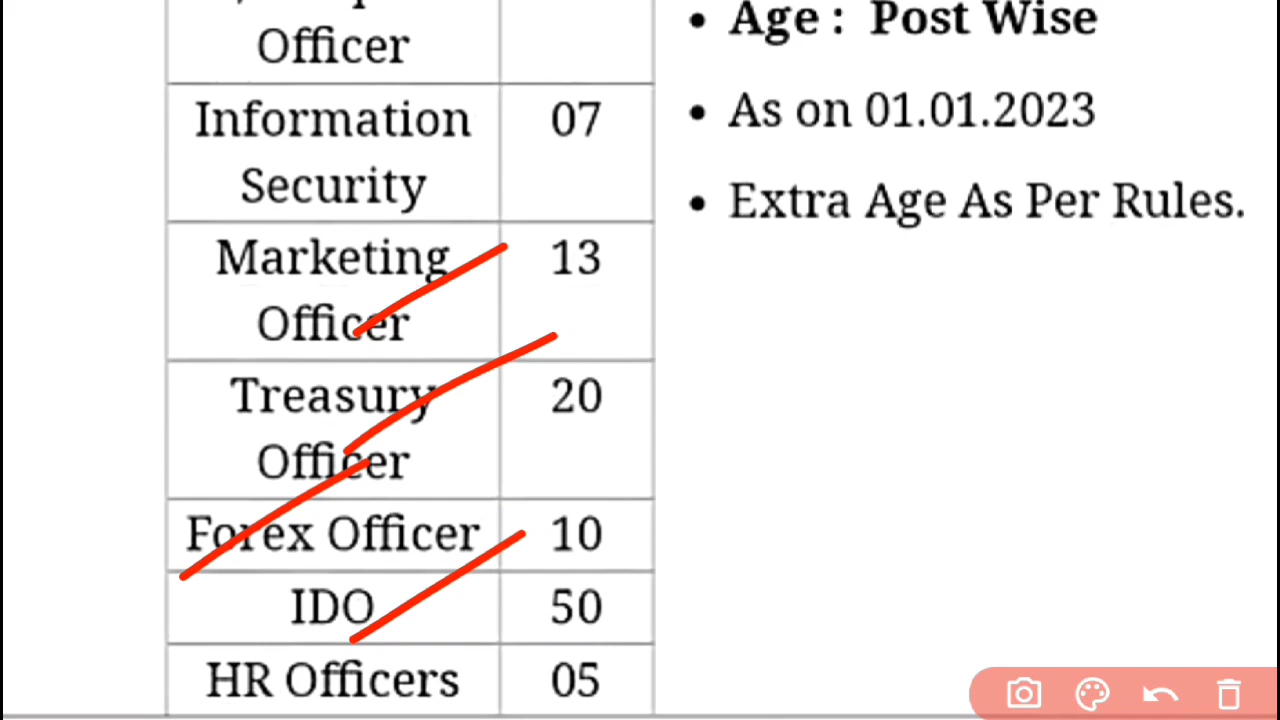 Officer
Information 07
Security
Marketing 13
Officer
Treasury 20
Officer
Forex Officer 10
IDO 50
HR Officers 05
• Age : Post Wise
• As on 01.01.2023
• Extra Age As Per Rules.